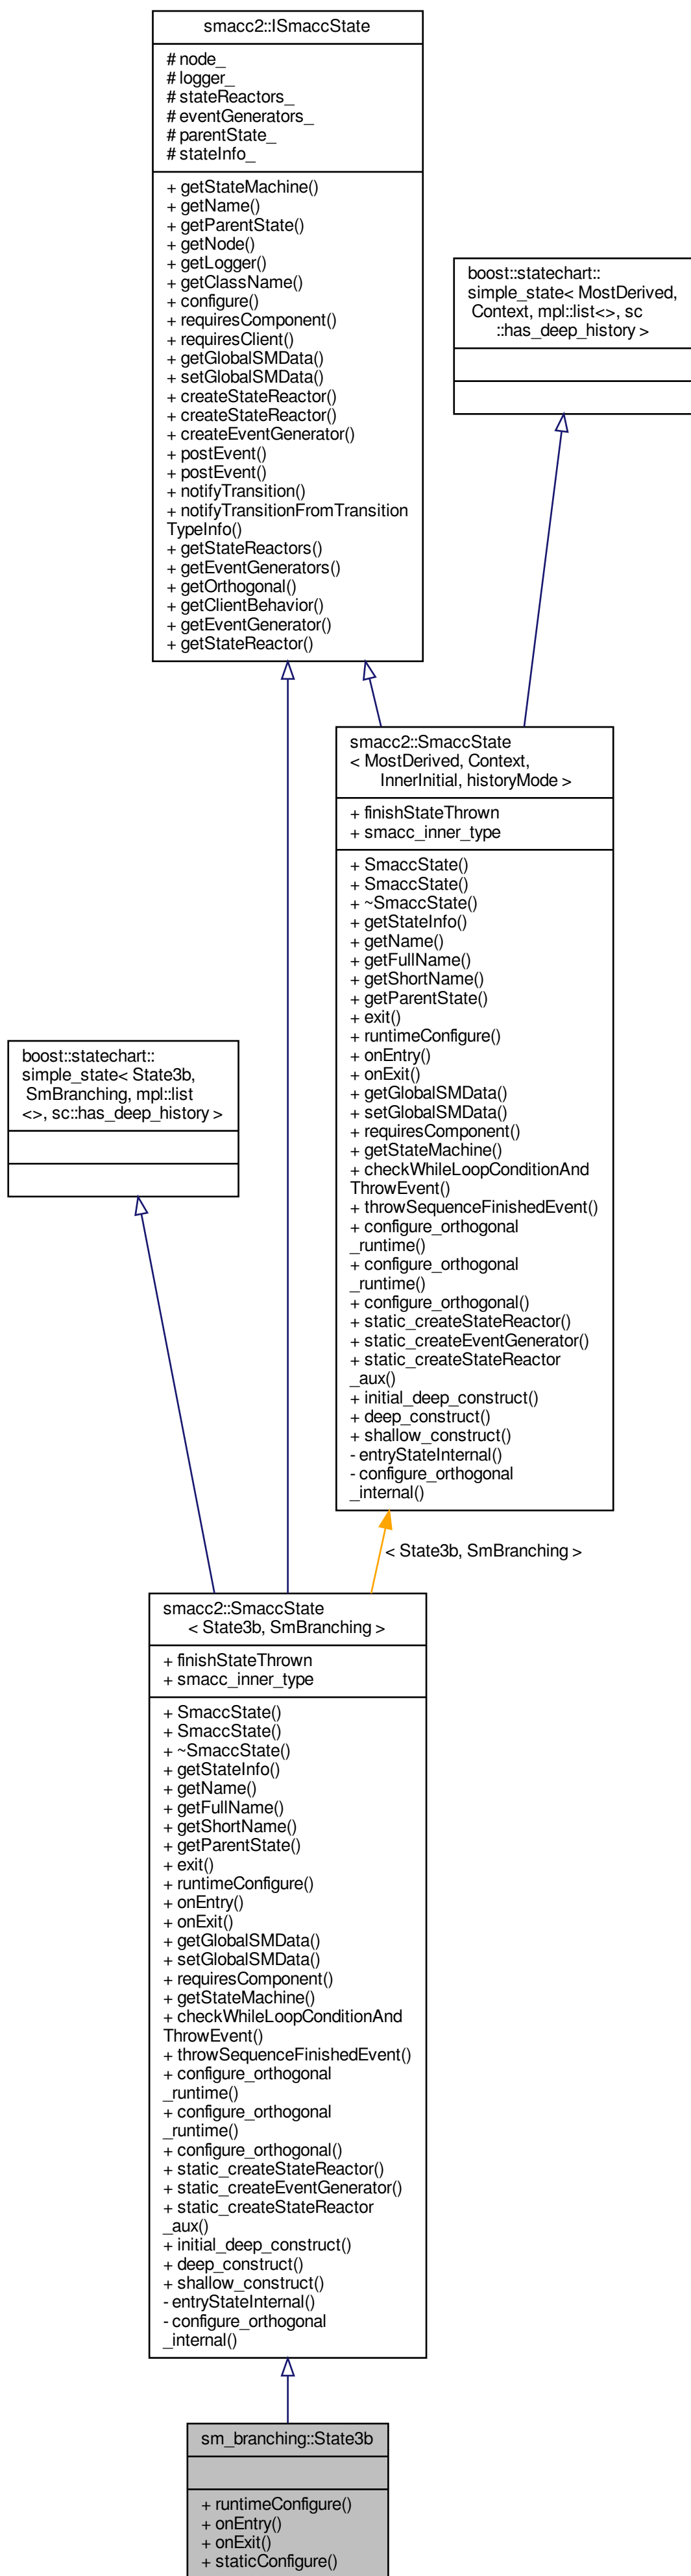 smacc2::ISmaccState
# node_
# logger_
# stateReactors_
# eventGenerators_
# parentState_
# stateInfo_
+ getStateMachine()
+ getName()
+ getParentState()
+ getNode()
+ getLogger()
+ getClassName()
+ configure()
+ requiresComponent()
+ requiresClient()
+ getGlobalSMData()
+ setGlobalSMData()
+ createStateReactor()
+ createStateReactor()
+ createEventGenerator()
+ postEvent()
+ postEvent()
+ notifyTransition()
+ notifyTransitionFromTransition
TypeInfo()
+ getStateReactors()
+ getEventGenerators()
+ getOrthogonal()
+ getClientBehavior()
+ getEventGenerator()
+ getStateReactor()
boost::statechart::
simple_state< MostDerived,
Context, mpl::list<>, sc
::has_deep_history >
smacc2::SmaccState
< MostDerived, Context,
InnerInitial, historyMode >
+ finishStateThrown
+ smacc_inner_type
+ SmaccState()
+ SmaccState()
+ ~SmaccState()
+ getStateInfo()
+ getName()
+ getFullName()
+ getShortName()
+ getParentState()
+ exit()
+ runtimeConfigure()
+ onEntry()
+ onExit()
+ getGlobalSMData()
+ setGlobalSMData()
+ requiresComponent()
+ getStateMachine()
+ checkWhileLoopConditionAnd
ThrowEvent()
+ throwSequenceFinishedEvent()
+ configure_orthogonal
_runtime()
+ configure_orthogonal
_runtime()
+ configure_orthogonal()
+ static_createStateReactor()
+ static_createEventGenerator()
+ static_createStateReactor
_aux()
+ initial_deep_construct()
+ deep_construct()
+ shallow_construct()
- entryStateInternal()
- configure_orthogonal
_internal()
boost::statechart::
simple_state< State3b,
SmBranching, mpl::list
<>, sc::has_deep_history >
< State3b, SmBranching >
smacc2::SmaccState
< State3b, SmBranching >
+ finishStateThrown
+ smacc_inner_type
+ SmaccState()
+ SmaccState()
+ ~SmaccState()
+ getStateInfo()
+ getName()
+ getFullName()
+ getShortName()
+ getParentState()
+ exit()
+ runtimeConfigure()
+ onEntry()
+ onExit()
+ getGlobalSMData()
+ setGlobalSMData()
+ requiresComponent()
+ getStateMachine()
+ checkWhileLoopConditionAnd
ThrowEvent()
+ throwSequenceFinishedEvent()
+ configure_orthogonal
_runtime()
+ configure_orthogonal
_runtime()
+ configure_orthogonal()
+ static_createStateReactor()
+ static_createEventGenerator()
+ static_createStateReactor
_aux()
+ initial_deep_construct()
+ deep_construct()
+ shallow_construct()
- entryStateInternal()
- configure_orthogonal
_internal()
sm_branching::State3b
+ runtimeConfigure()
+ onEntry()
+ onExit()
+ staticConfigure()